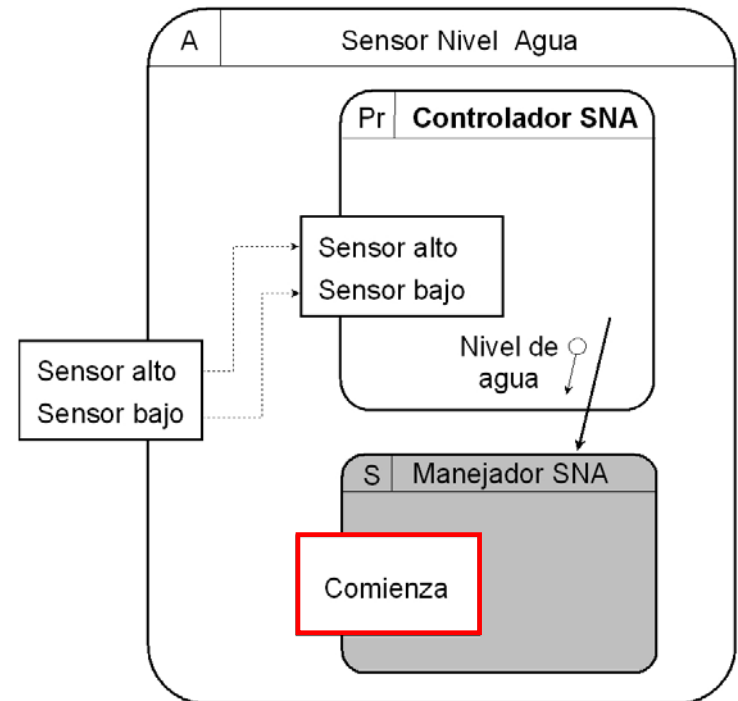 A Sensor Nivel Agua
Pr Controlador SNA
Sensor alto
Sensor bajo
Nivel de
agua
Sensor alto
Sensor bajo
S Manejador SNA
Comienza